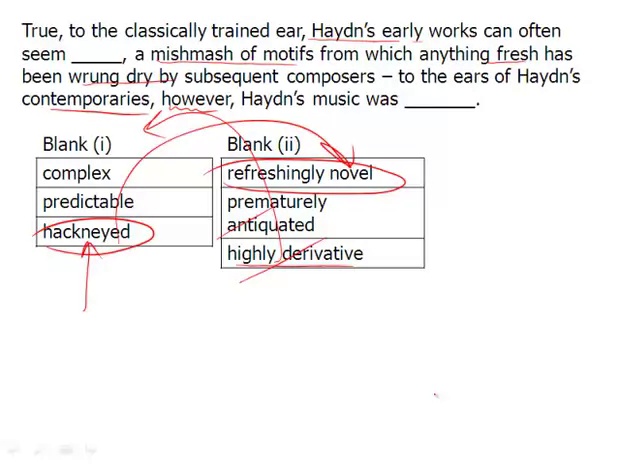 True, to the classically trained ear, Haydn's early works can often
seem _____, a mishmash of motifs from which anything fresh has
been wrung dry by subsequent composers – to the ears of Haydn's
contemporaries, however, Haydn's music was _______.
Blank (i)
complex
predictable
hackneyed
Blank (ii)
refreshingly novel
prematurely
antiquated
highly derivative